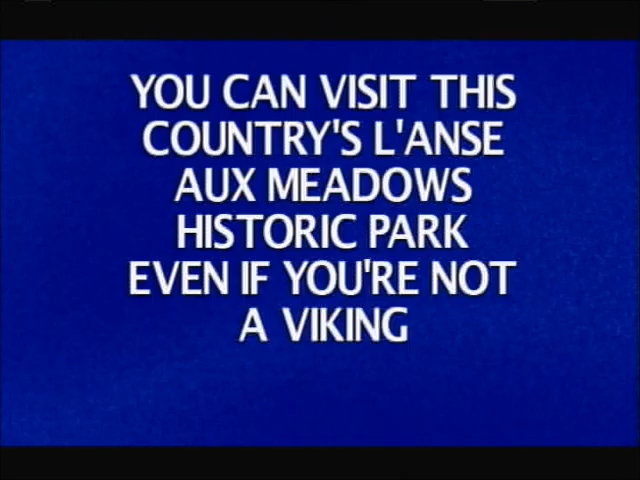 YOU CAN VISIT THIS
COUNTRY'S L'ANSE
AUX MEADOWS
HISTORIC PARK
EVEN IF YOU'RE NOT
A VIKING